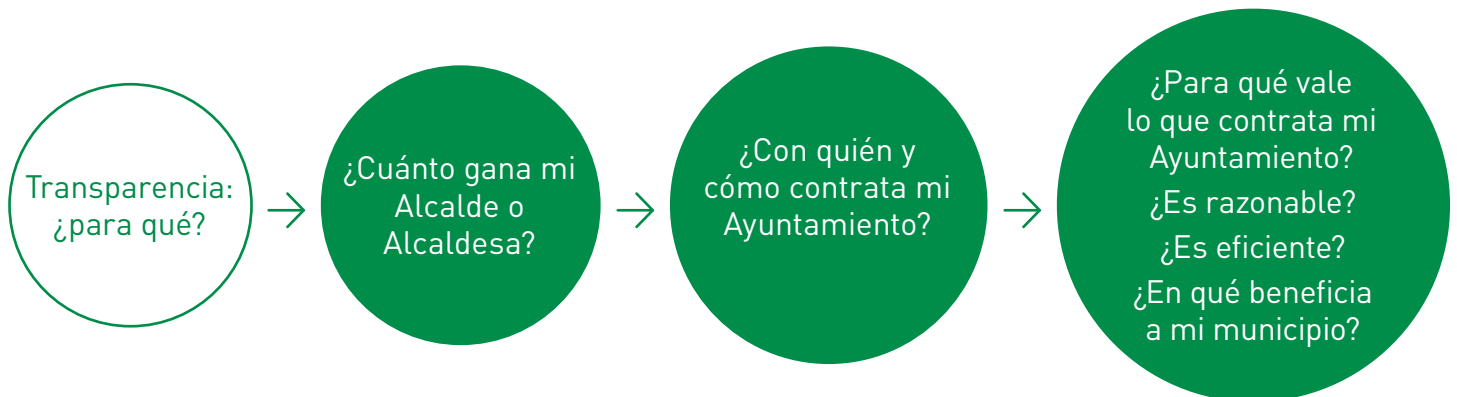 Transparencia:
¿para qué?
¿Cuánto gana mi
Alcalde o
Alcaldesa?
¿Con quién y
cómo contrata mi
Ayuntamiento?
¿Para qué vale
lo que contrata mi
Ayuntamiento?
¿Es razonable?
¿Es eficiente?
¿En qué beneficia
a mi municipio?